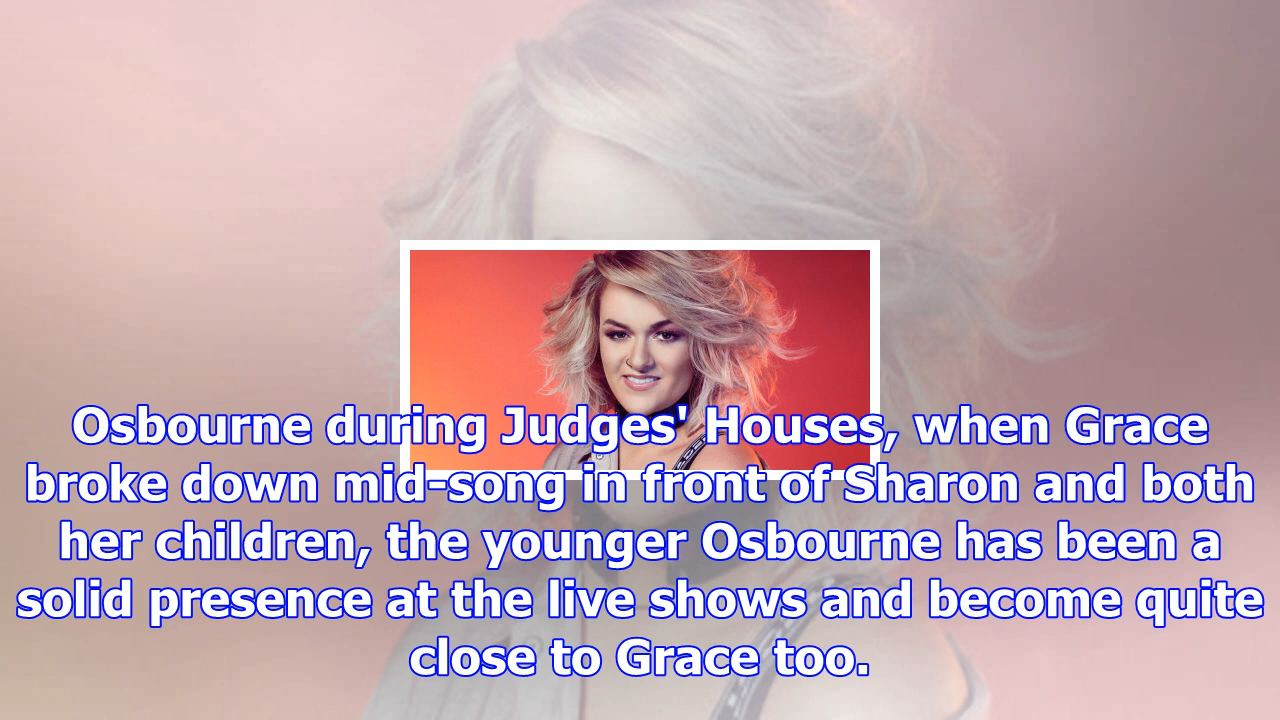 Osbourne during Judges' Houses, when Grace
broke down mid-song in front of Sharon and both
her children, the younger Osbourne has been a
solid presence at the live shows and become quite
close to Grace too.